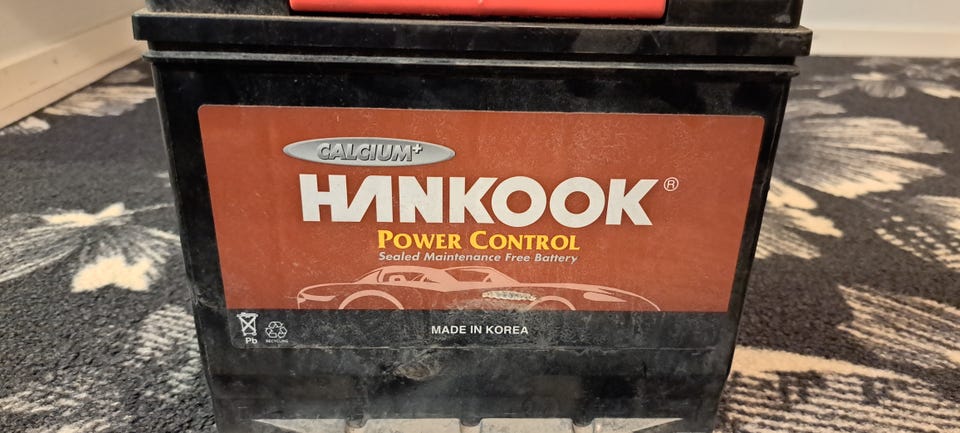 CALCIUM+
HANKOOK®
POWER CONTROL
Sealed Maintenance Free Battery
MADE IN KOREA
Pb
RECYCLING